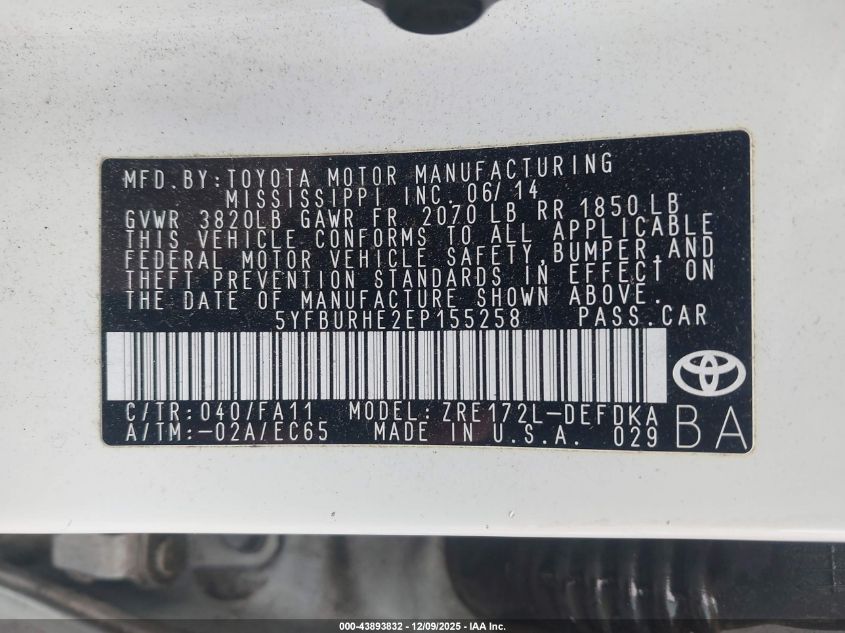 MFD.BY:TOYOTA MOTOR MANUFACTURING
MISSISSIPPI INC. 06/14
GVWR 3820LB GAWR FR 2070 LB RR 1850 LB
THIS VEHICLE CONFORMS TO ALL APPLICABLE
FEDERAL MOTOR VEHICLE SAFETY,BUMPER,AND
THEFT PREVENTION STANDARDS IN EFFECT ON
THE DATE OF MANUFACTURE SHOWN ABOVE.
5YFBURHE2EP155258 PASS.CAR
C/TR: 040/FA11 MODEL: ZRE172L-DEFDKA
A/TM:-02A/EC65 MADE IN U.S.A. 029
BA
000-43893832 - 12/09/2025 - IAA Inc.